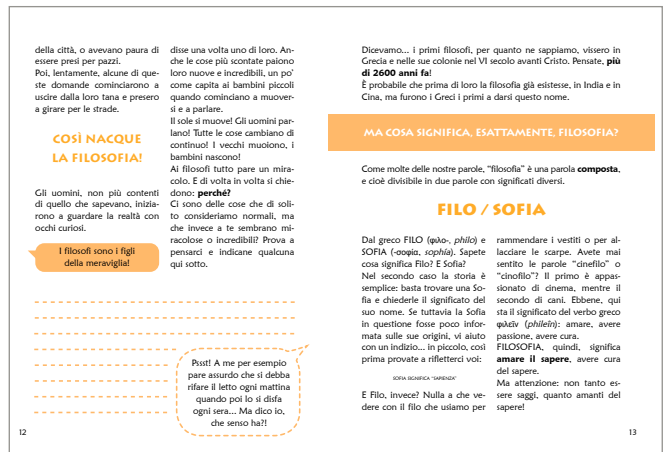 della città, o avevano paura di
essere presi per pazzi.
Poi, lentamente, alcune di que-
ste domande cominciarono a
uscire dalla loro tana e presero
a girare per le strade.
COSÌ NACQUE
LA FILOSOFIA!
Gli uomini, non più contenti
di quello che sapevano, inizia-
rono a guardare la realtà con
occhi curiosi.
I filosofi sono i figli
della meraviglia!
disse una volta uno di loro. An-
che le cose più scontate paiono
loro nuove e incredibili, un po'
come capita ai bambini piccoli
quando cominciano a muover-
si e a parlare.
Il sole si muove! Gli uomini par-
lano! Tutte le cose cambiano di
continuo! I vecchi muoiono, i
bambini nascono!
Ai filosofi tutto pare un mira-
colo. E di volta in volta si chie-
dono: perché?
Ci sono delle cose che di soli-
to consideriamo normali, ma
che invece a te sembrano mi-
racolose o incredibili? Prova a
pensarci e indicane qualcuna
qui sotto.
Pssst! A me per esempio
pare assurdo che si debba
rifare il letto ogni mattina
quando poi lo si disfa
ogni sera... Ma dico io,
che senso ha?!
12
Dicevamo... i primi filosofi, per quanto ne sappiamo, vissero in
Grecia e nelle sue colonie nel VI secolo avanti Cristo. Pensate, più
di 2600 anni fa!
È probabile che prima di loro la filosofia già esistesse, in India e in
Cina, ma furono i Greci i primi a darsi questo nome.
MA COSA SIGNIFICA, ESATTAMENTE, FILOSOFIA?
Come molte delle nostre parole, "filosofia" è una parola composta,
e cioè divisibile in due parole con significati diversi.
FILO / SOFIA
Dal greco FILO (φιλο-, philo) e
SOFIA (-σοφία, sophía). Sapete
cosa significa Filo? E Sofia?
Nel secondo caso la storia è
semplice: basta trovare una So-
fia e chiederle il significato del
suo nome. Se tuttavia la Sofia
in questione fosse poco infor-
mata sulle sue origini, vi aiuto
con un indizio... in piccolo, così
prima provate a rifletterci voi:
SOFIA SIGNIFICA "SAPIENZA"
E Filo, invece? Nulla a che ve-
dere con il filo che usiamo per
rammendare i vestiti o per al-
lacciare le scarpe. Avete mai
sentito le parole "cinefilo" o
"cinofilo"? Il primo è appas-
sionato di cinema, mentre il
secondo di cani. Ebbene, qui
sta il significato del verbo greco
φιλεῖν (phileîn): amare, avere
passione, avere cura.
FILOSOFIA, quindi, significa
amare il sapere, avere cura
del sapere.
Ma attenzione: non tanto es-
sere saggi, quanto amanti del
sapere!
13